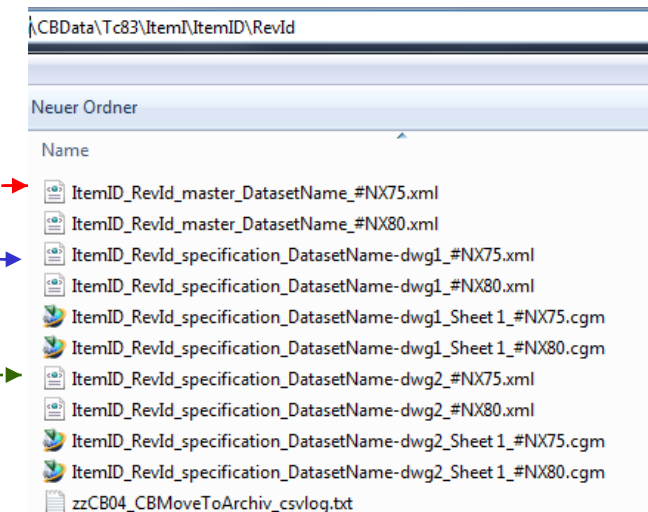 \CBData\Tc83\ItemI\ItemID\RevId
Neuer Ordner
Name
ItemID_RevId_master_DatasetName_#NX75.xml
ItemID_RevId_master_DatasetName_#NX80.xml
ItemID_RevId_specification_DatasetName-dwg1_#NX75.xml
ItemID_RevId_specification_DatasetName-dwg1_#NX80.xml
ItemID_RevId_specification_DatasetName-dwg1_Sheet 1_#NX75.cgm
ItemID_RevId_specification_DatasetName-dwg1_Sheet 1_#NX80.cgm
ItemID_RevId_specification_DatasetName-dwg2_#NX75.xml
ItemID_RevId_specification_DatasetName-dwg2_#NX80.xml
ItemID_RevId_specification_DatasetName-dwg2_Sheet 1_#NX75.cgm
ItemID_RevId_specification_DatasetName-dwg2_Sheet 1_#NX80.cgm
zzCB04_CBMoveToArchiv_csvlog.txt